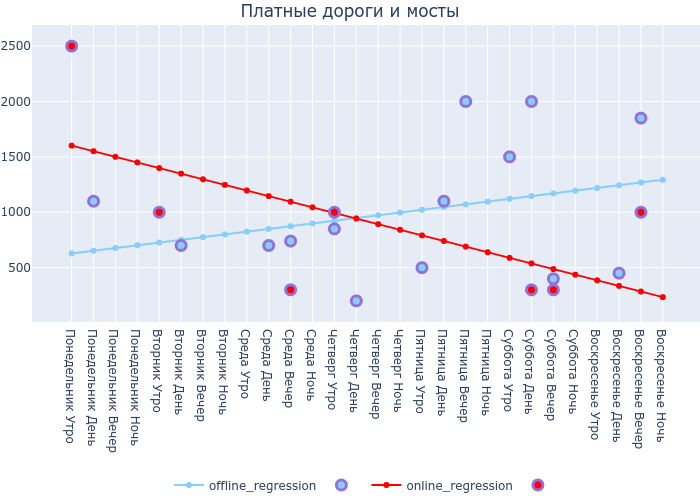 Платные дороги и мосты
2500
2000
1500
1000
500
Понедельник Утро
Понедельник День
Понедельник Вечер
Понедельник Ночь
Вторник Утро
Вторник День
Вторник Вечер
Вторник Ночь
Среда Утро
Среда День
Среда Вечер
Среда Ночь
Четверг Утро
Четверг День
Четверг Вечер
Четверг Ночь
Пятница Утро
Пятница День
Пятница Вечер
Пятница Ночь
Суббота Утро
Суббота День
Суббота Вечер
Суббота Ночь
Воскресенье Утро
Воскресенье День
Воскресенье Вечер
Воскресенье Ночь
offline_regression
online_regression